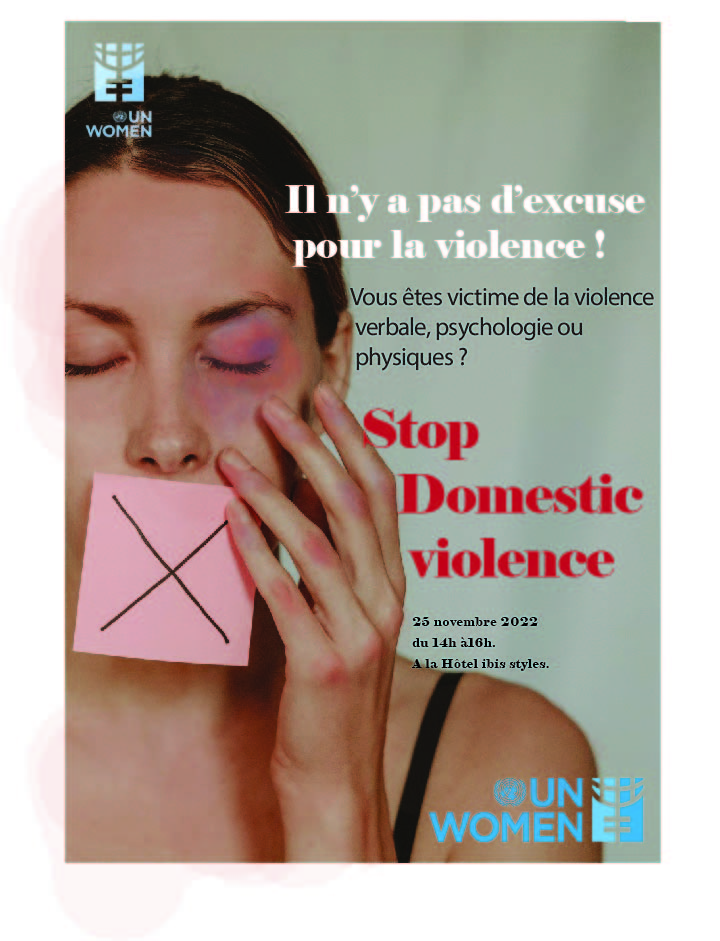 UN
WOMEN
Il n'y a pas d'excuse
pour la violence !
Vous êtes victime de la violence
verbale, psychologie ou
physiques ?
Stop
Domestic
violence
25 novembre 2022
du 14h à16h.
A la Hôtel ibis styles.
UN
WOMEN